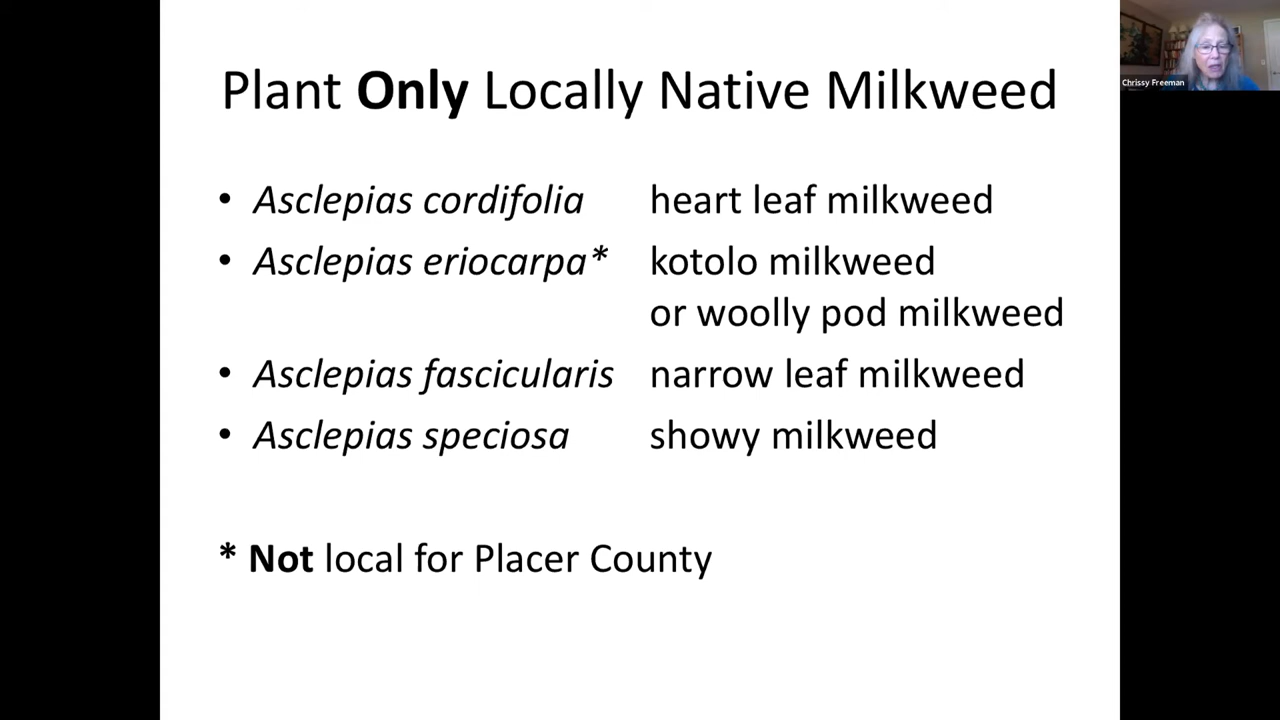 Plant Only Locally Native Milkweed
• Asclepias cordifolia heart leaf milkweed
• Asclepias eriocarpa* kotolo milkweed
or woolly pod milkweed
• Asclepias fascicularis narrow leaf milkweed
• Asclepias speciosa showy milkweed
* Not local for Placer County
Chrissy Freeman